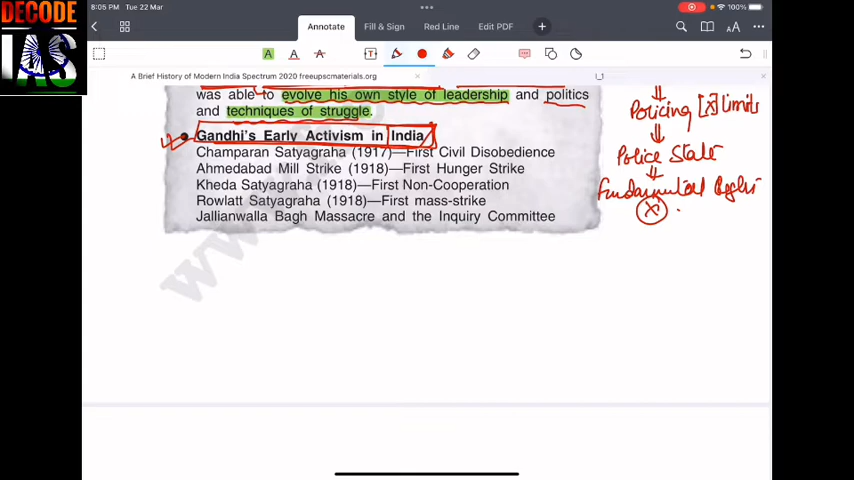 8:05 PM Tue 22 Mar
100%
DECODE
IAS
Annotate
Fill & Sign
Red Line
Edit PDF
A
A
A
T
AA
A Brief History of Modern India Spectrum 2020 freeupscmaterials.org
was able to evolve his own style of leadership and politics
and techniques of struggle.
Gandhi's Early Activism in India
Champaran Satyagraha (1917)—First Civil Disobedience
Ahmedabad Mill Strike (1918)—First Hunger Strike
Kheda Satyagraha (1918)—First Non-Cooperation
Rowlatt Satyagraha (1918)—First mass-strike
Jallianwalla Bagh Massacre and the Inquiry Committee
www
Policing [x] limits
Police State
Fundamental Rights
x